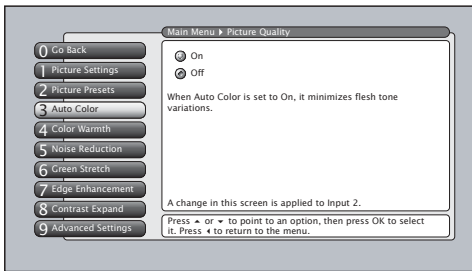 Main Menu ▸ Picture Quality
0 Go Back
1 Picture Settings
2 Picture Presets
3 Auto Color
4 Color Warmth
5 Noise Reduction
6 Green Stretch
7 Edge Enhancement
8 Contrast Expand
9 Advanced Settings
On
Off
When Auto Color is set to On, it minimizes flesh tone
variations.
A change in this screen is applied to Input 2.
Press ▲ or ▼ to point to an option, then press OK to select
it. Press ◀ to return to the menu.